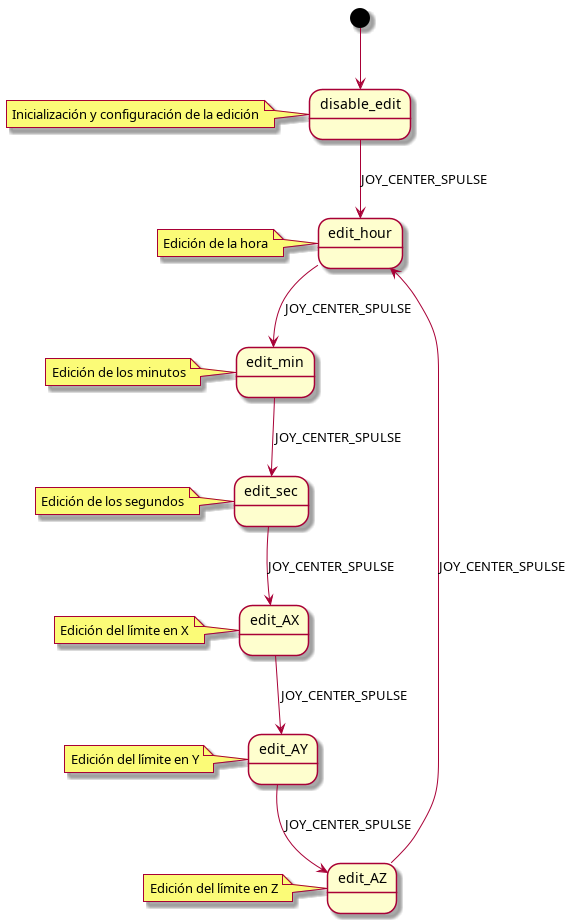 disable_edit
Inicialización y configuración de la edición
JOY_CENTER_SPULSE
edit_hour
Edición de la hora
JOY_CENTER_SPULSE
edit_min
Edición de los minutos
JOY_CENTER_SPULSE
edit_sec
Edición de los segundos
JOY_CENTER_SPULSE
JOY_CENTER_SPULSE
edit_AX
Edición del límite en X
JOY_CENTER_SPULSE
edit_AY
Edición del límite en Y
JOY_CENTER_SPULSE
edit_AZ
Edición del límite en Z